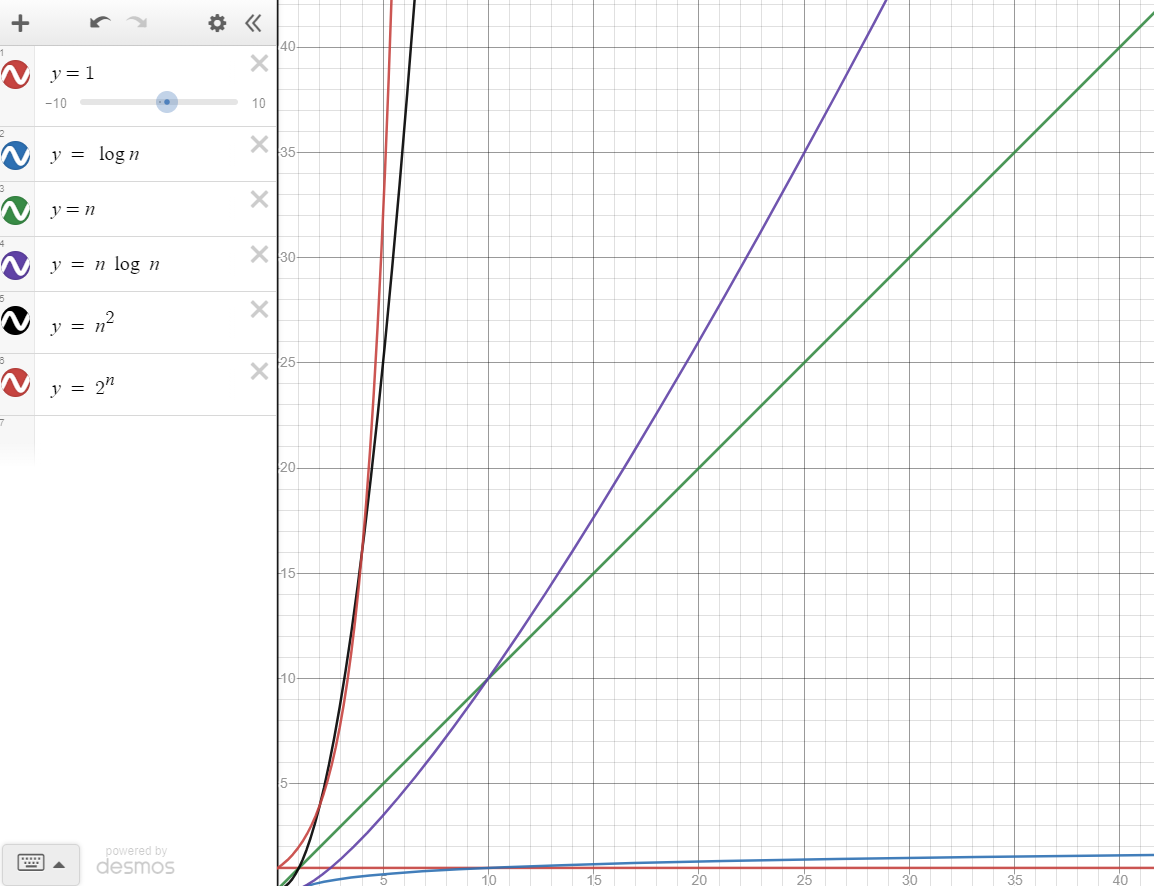 1
y = 1
−10 10
2
y = log n
3
y = n
4
y = n log n
5
y = n²
6
y = 2ⁿ
7
powered by
desmos
40
35
30
25
20
15
10
5
5 10 15 20 25 30 35 40